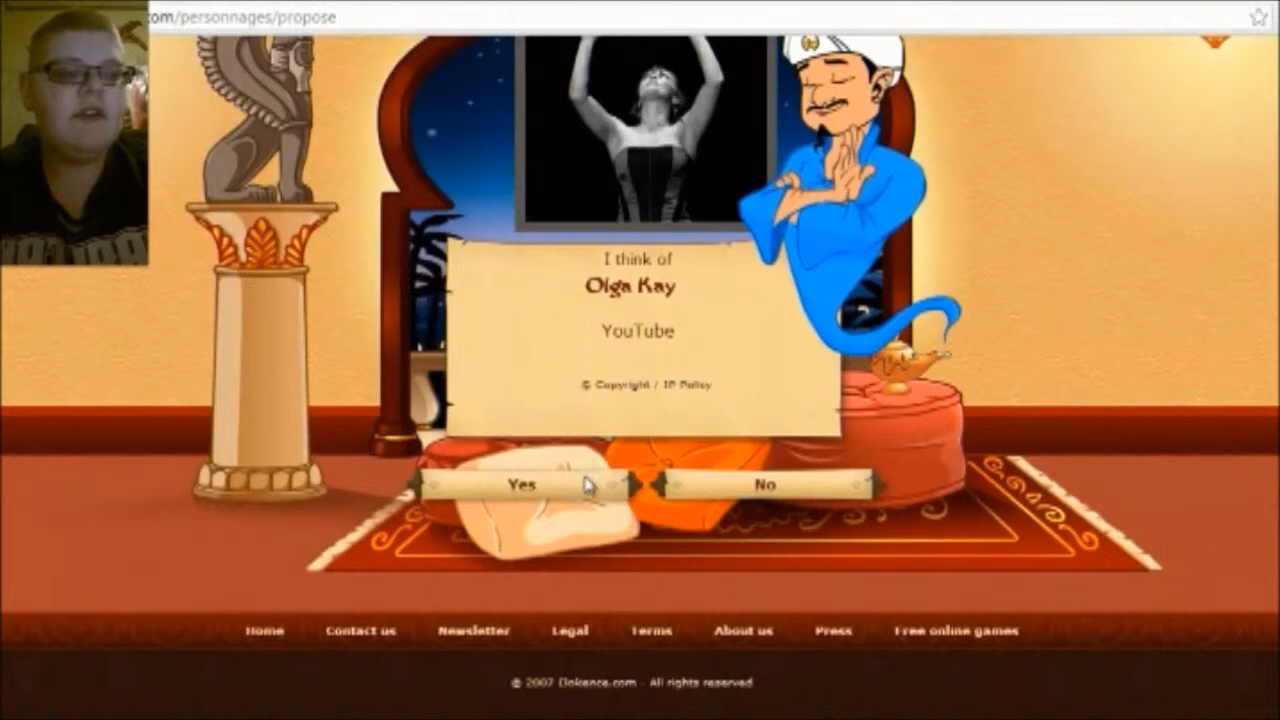 com/personnages/propose
I think of
Olga Kay
YouTube
© Copyright / IP Policy
Yes
No
Home Contact us Newsletter Legal Terms About us Press Free online games
© 2007 Elokence.com - All rights reserved